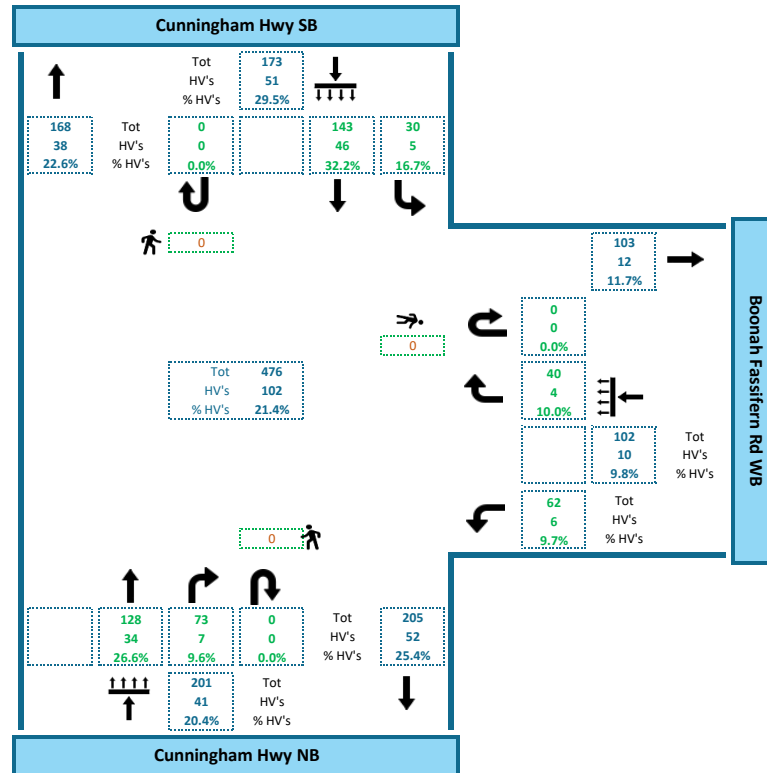 Cunningham Hwy SB
Tot 173
HV's 51
% HV's 29.5%
168 Tot 0 143 30
38 HV's 0 46 5
22.6% % HV's 0.0% 32.2% 16.7%
0
103
12
11.7%
0
0
0.0%
0
40
4
10.0%
Tot 476
HV's 102
% HV's 21.4%
102 Tot
10 HV's
9.8% % HV's
62 Tot
6 HV's
9.7% % HV's
Boonah Fassifern Rd WB
0
128 73 0 Tot 205
34 7 0 HV's 52
26.6% 9.6% 0.0% % HV's 25.4%
201 Tot
41 HV's
20.4% % HV's
Cunningham Hwy NB